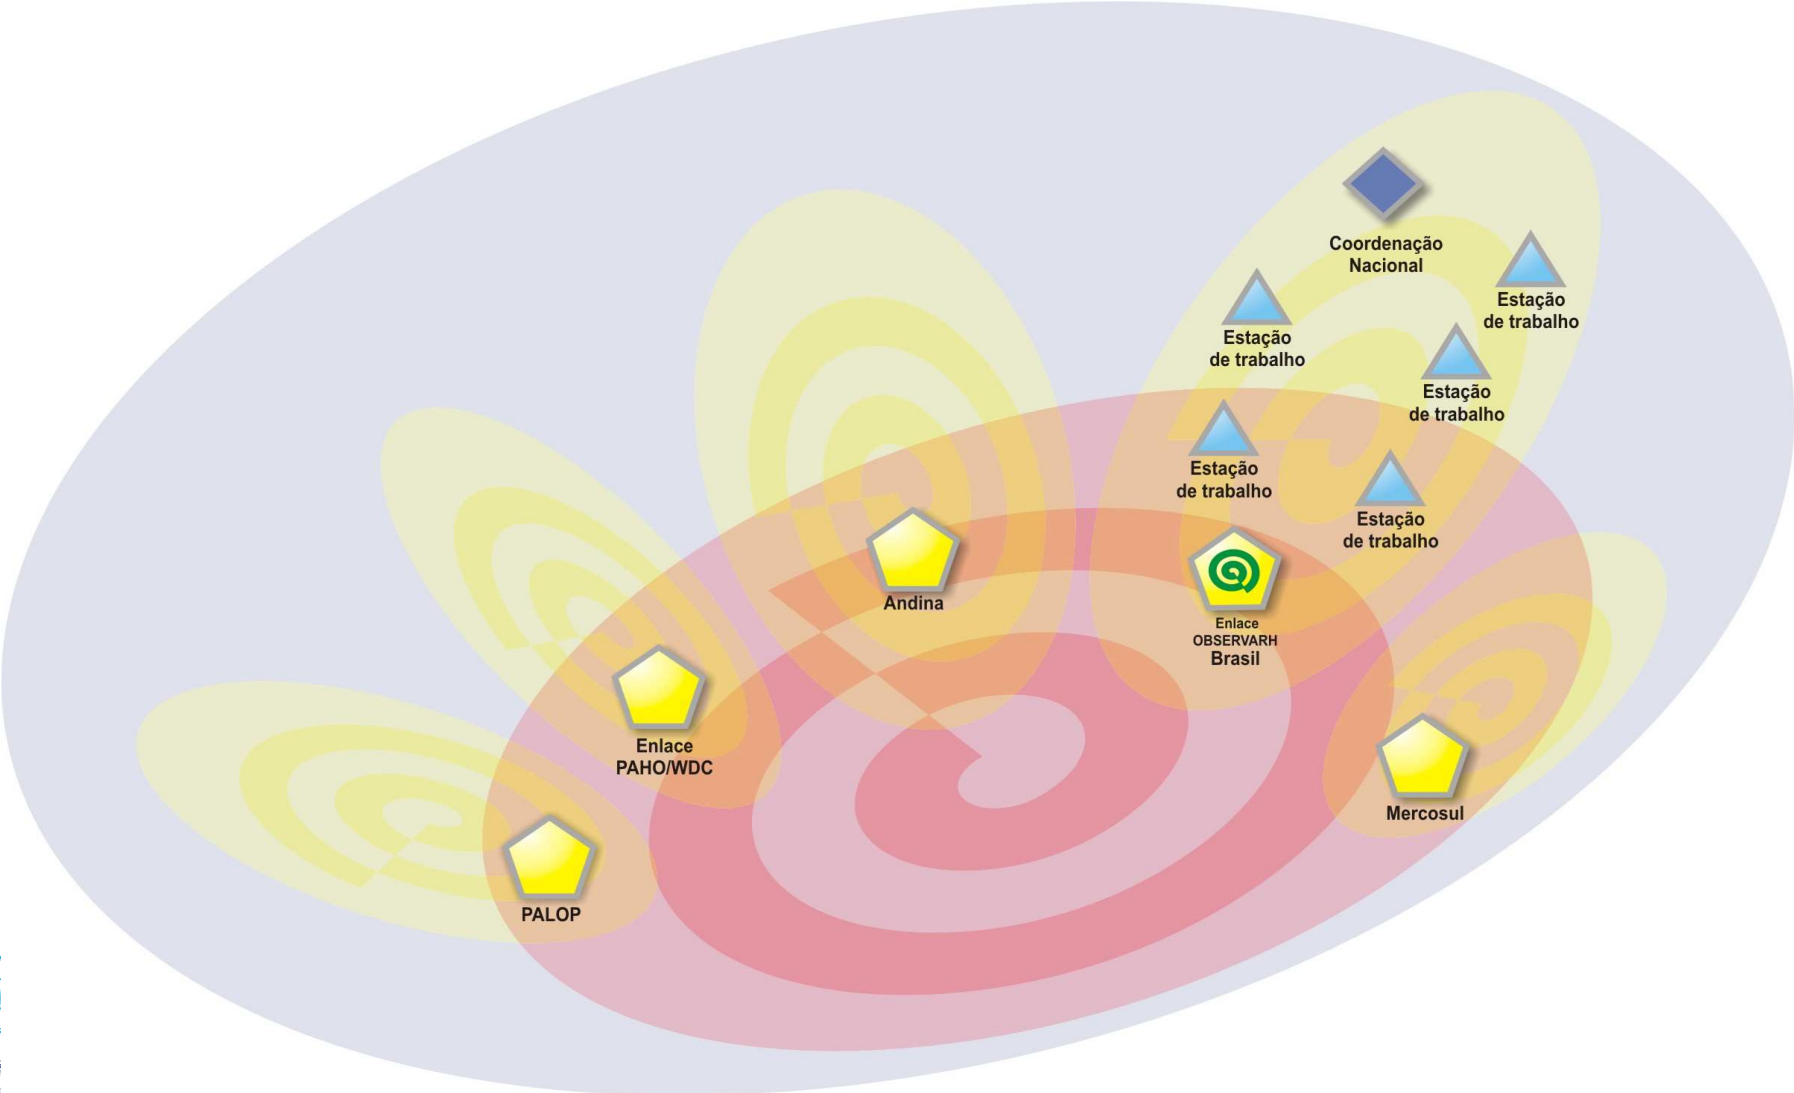 Coordenação
Nacional
Estação
de trabalho
Estação
de trabalho
Estação
de trabalho
Estação
de trabalho
Estação
de trabalho
Andina
Enlace
OBSERVARH
Brasil
Enlace
PAHO/WDC
Mercosul
PALOP